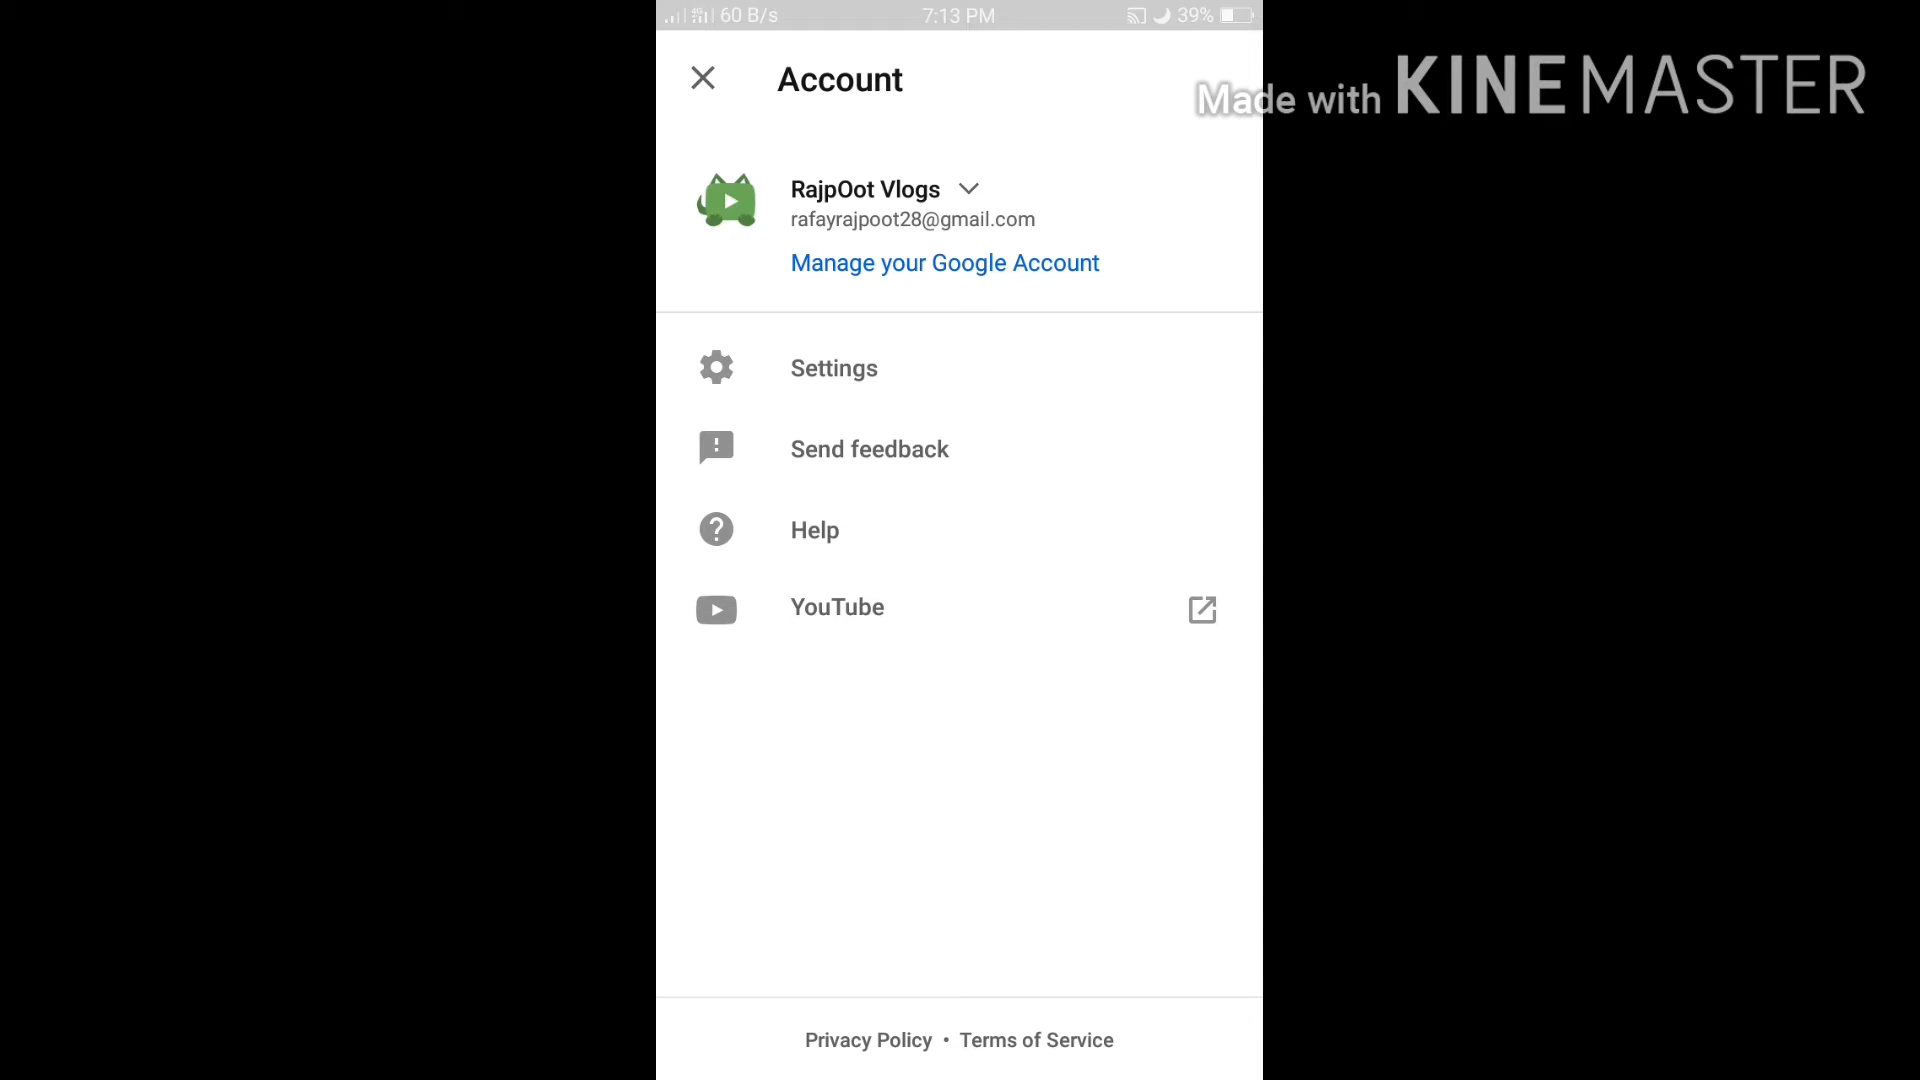 60 B/s 7:13 PM 39%
Account
Made with KINEMASTER
RajpOot Vlogs
rafayrajpoot28@gmail.com
Manage your Google Account
Settings
Send feedback
Help
YouTube
Privacy Policy • Terms of Service